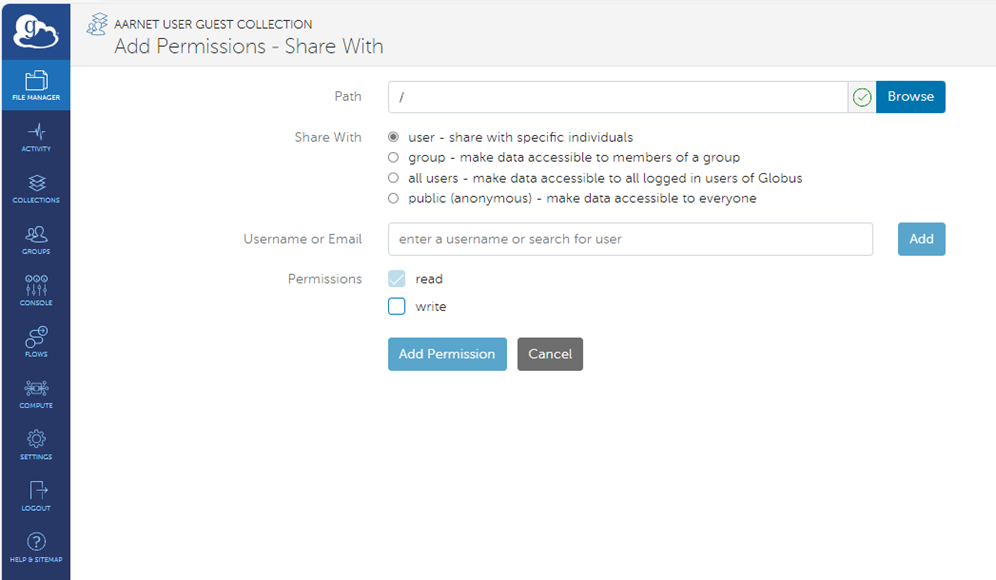 AARNET USER GUEST COLLECTION
Add Permissions - Share With
g
FILE MANAGER
ACTIVITY
COLLECTIONS
GROUPS
CONSOLE
FLOWS
COMPUTE
SETTINGS
LOGOUT
HELP & SITEMAP
Path
/
Browse
Share With
user - share with specific individuals
group - make data accessible to members of a group
all users - make data accessible to all logged in users of Globus
public (anonymous) - make data accessible to everyone
Username or Email
enter a username or search for user
Add
Permissions
read
write
Add Permission
Cancel